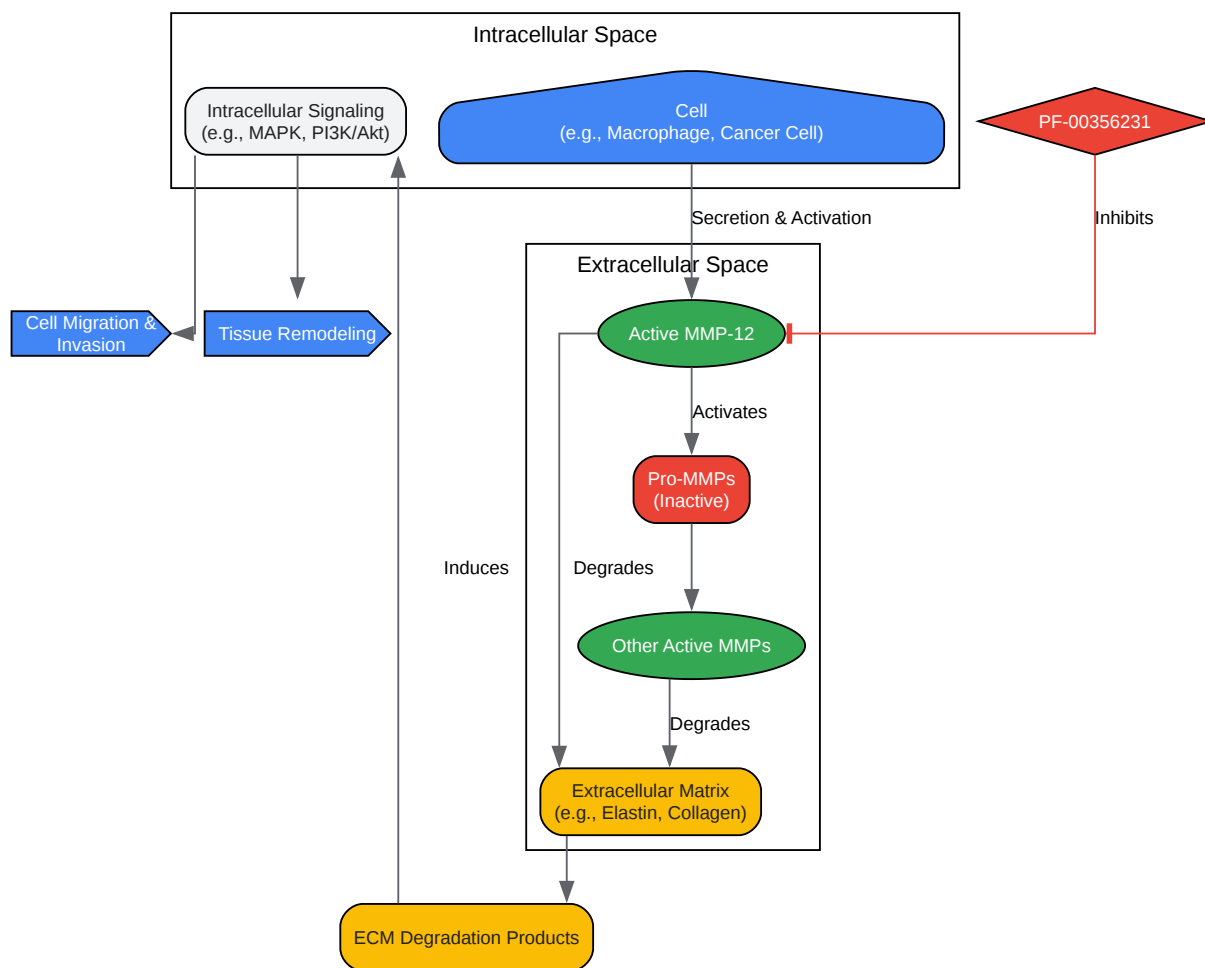 Intracellular Space
Intracellular Signaling
(e.g., MAPK, PI3K/Akt)
Cell
(e.g., Macrophage, Cancer Cell)
PF-00356231
Secretion & Activation
Inhibits
Extracellular Space
Cell Migration &
Invasion
Tissue Remodeling
Active MMP-12
Activates
Pro-MMPs
(Inactive)
Induces
Degrades
Other Active MMPs
Degrades
Extracellular Matrix
(e.g., Elastin, Collagen)
ECM Degradation Products